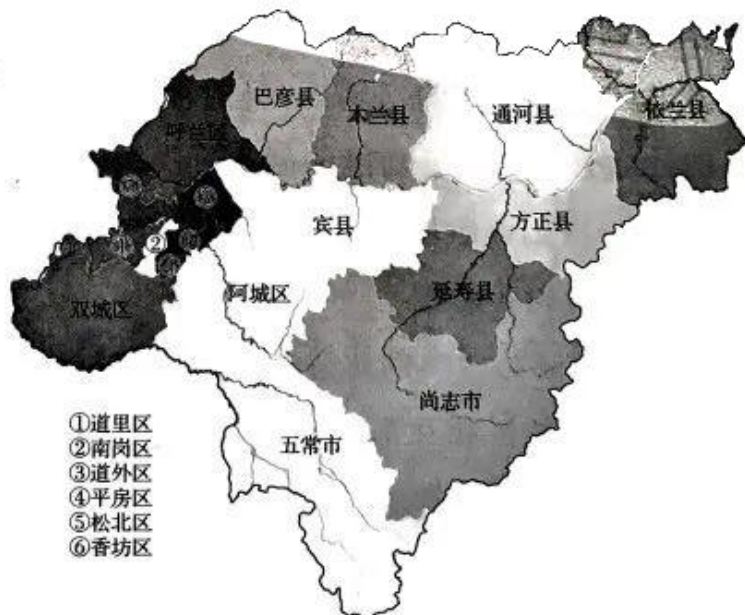 巴彦县
木兰县
通河县
依兰县
呼兰区
宾县
方正县
②
双城区
阿城区
延寿县
尚志市
五常市
①道里区
②南岗区
③道外区
④平房区
⑤松北区
⑥香坊区